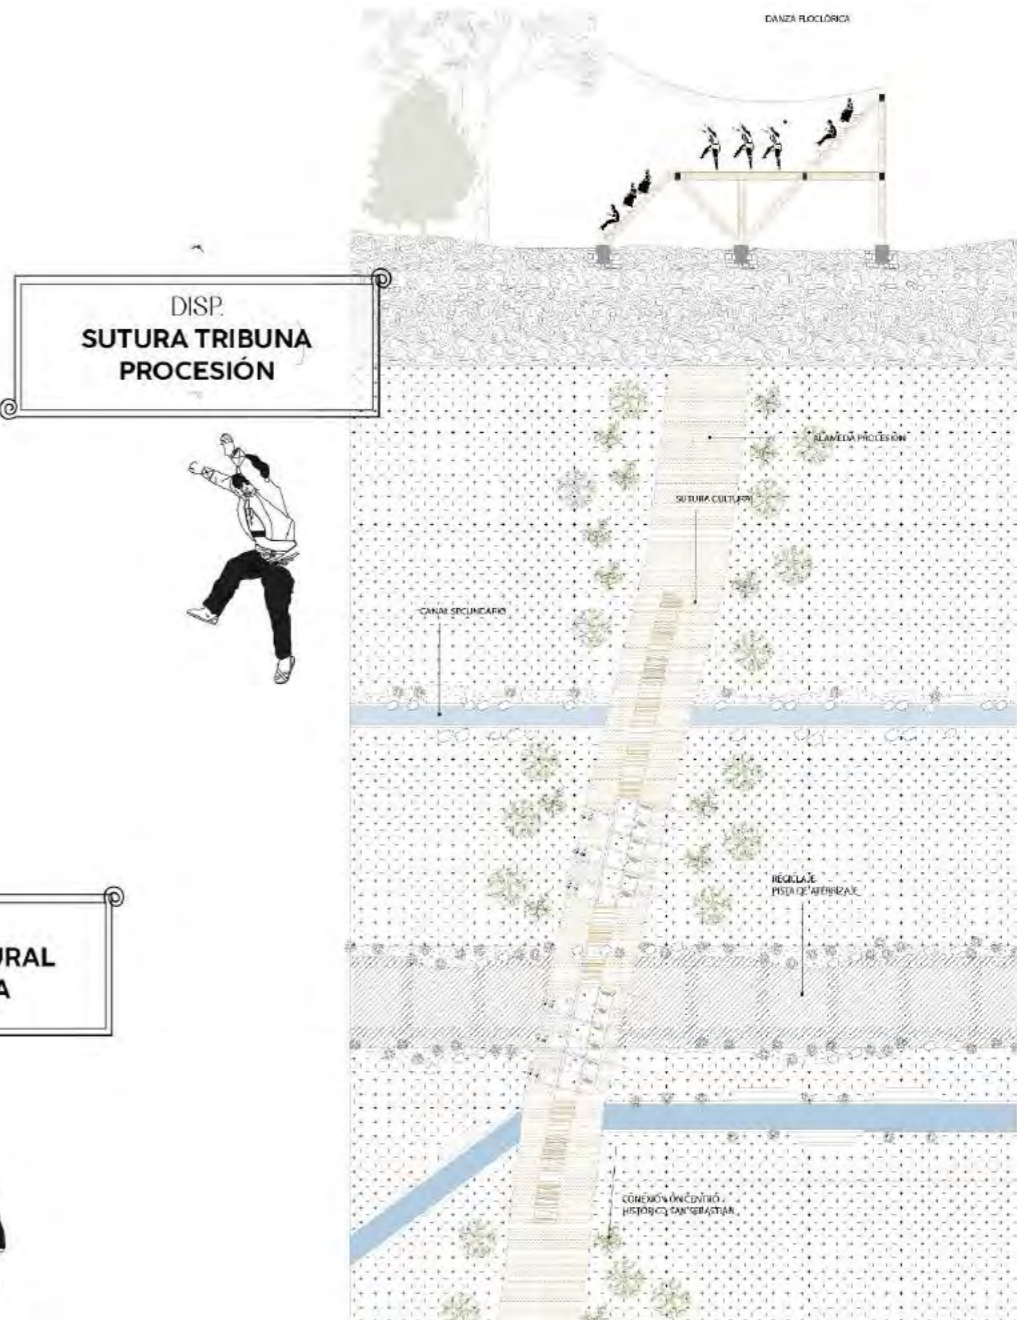 DANZA FLOCLÓRICA
DISP.
SUTURA TRIBUNA
PROCESIÓN
ALAMEDA PROCESIÓN
SUTURA CULTURAL
CANAL SECUNDARIO
RECICLAJE
PISTA DE ATERRIZAJE
URAL
A
CONEXIÓN CENTRO
HISTÓRICO SAN SEBASTIÁN